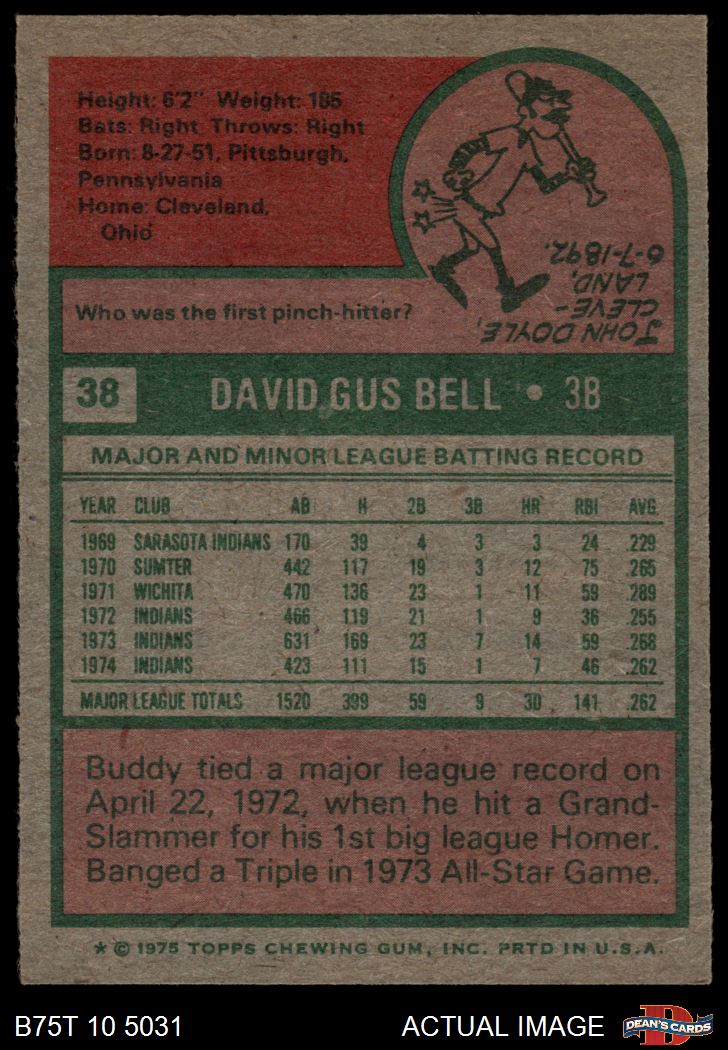 Height: 6'2" Weight: 185
Bats: Right Throws: Right
Born: 8-27-51, Pittsburgh,
Pennsylvania
Home: Cleveland,
Ohio
Who was the first pinch-hitter?
JOHN DOYLE,
CLEVE-
LAND,
6-7-1892.
38 DAVID GUS BELL • 3B
MAJOR AND MINOR LEAGUE BATTING RECORD
YEAR CLUB AB H 2B 3B HR RBI AVG.
1969 SARASOTA INDIANS 170 39 4 3 3 24 .229
1970 SUMTER 442 117 19 3 12 75 .265
1971 WICHITA 470 136 23 1 11 59 .289
1972 INDIANS 466 119 21 1 9 36 .255
1973 INDIANS 631 169 23 7 14 59 .268
1974 INDIANS 423 111 15 1 7 46 .262
MAJOR LEAGUE TOTALS 1520 399 59 9 30 141 .262
Buddy tied a major league record on
April 22, 1972, when he hit a Grand-
Slammer for his 1st big league Homer.
Banged a Triple in 1973 All-Star Game.
* © 1975 TOPPS CHEWING GUM, INC. PRTD IN U.S.A.
B75T 10 5031 ACTUAL IMAGE D DEAN'S CARDS